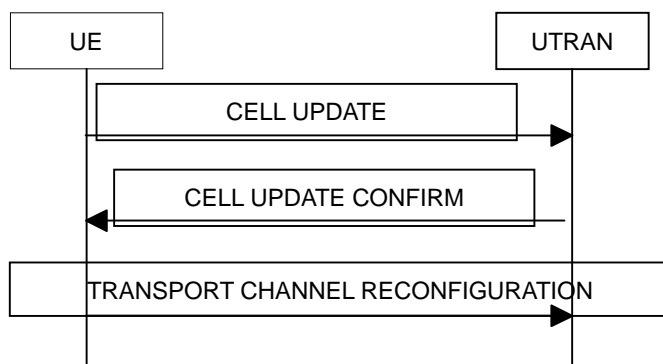 UE
UTRAN
CELL UPDATE
CELL UPDATE CONFIRM
TRANSPORT CHANNEL RECONFIGURATION